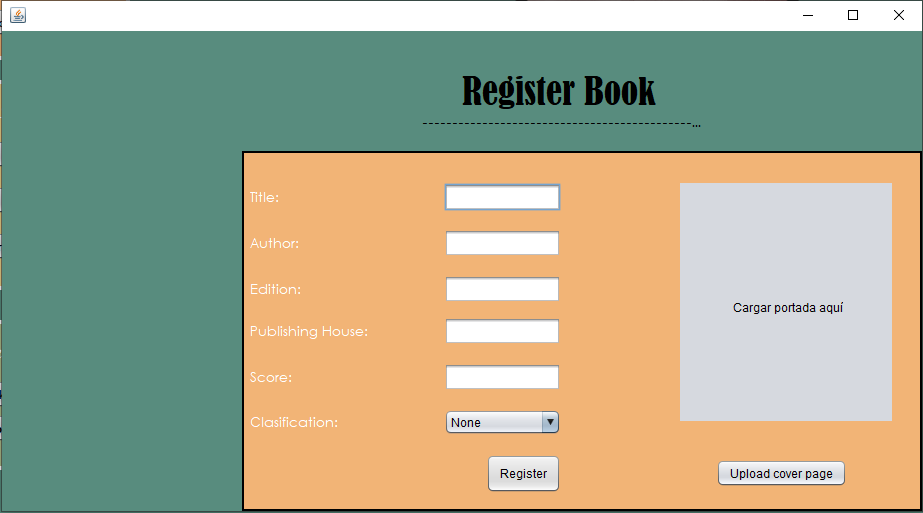 Register Book
-----------------------------------------...
Title:
Author:
Edition:
Publishing House:
Score:
Clasification:
None
Register
Cargar portada aquí
Upload cover page